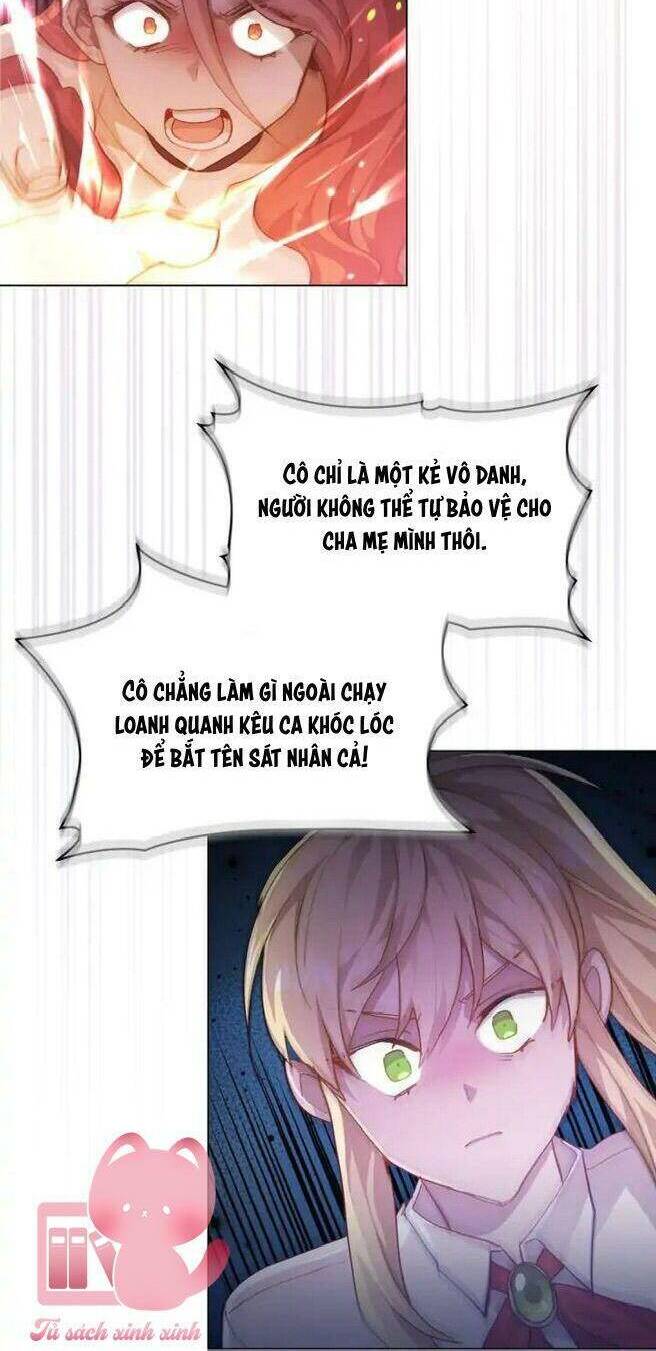 CÔ CHỈ LÀ MỘT KẺ VÔ DANH,
NGƯỜI KHÔNG THỂ TỰ BẢO VỆ CHO
CHA MẸ MÌNH THÔI.
CÔ CHẲNG LÀM GÌ NGOÀI CHẠY
LOANH QUANH KÊU CA KHÓC LÓC
ĐỂ BẮT TÊN SÁT NHÂN CẢ!
Tủ sách xinh xinh